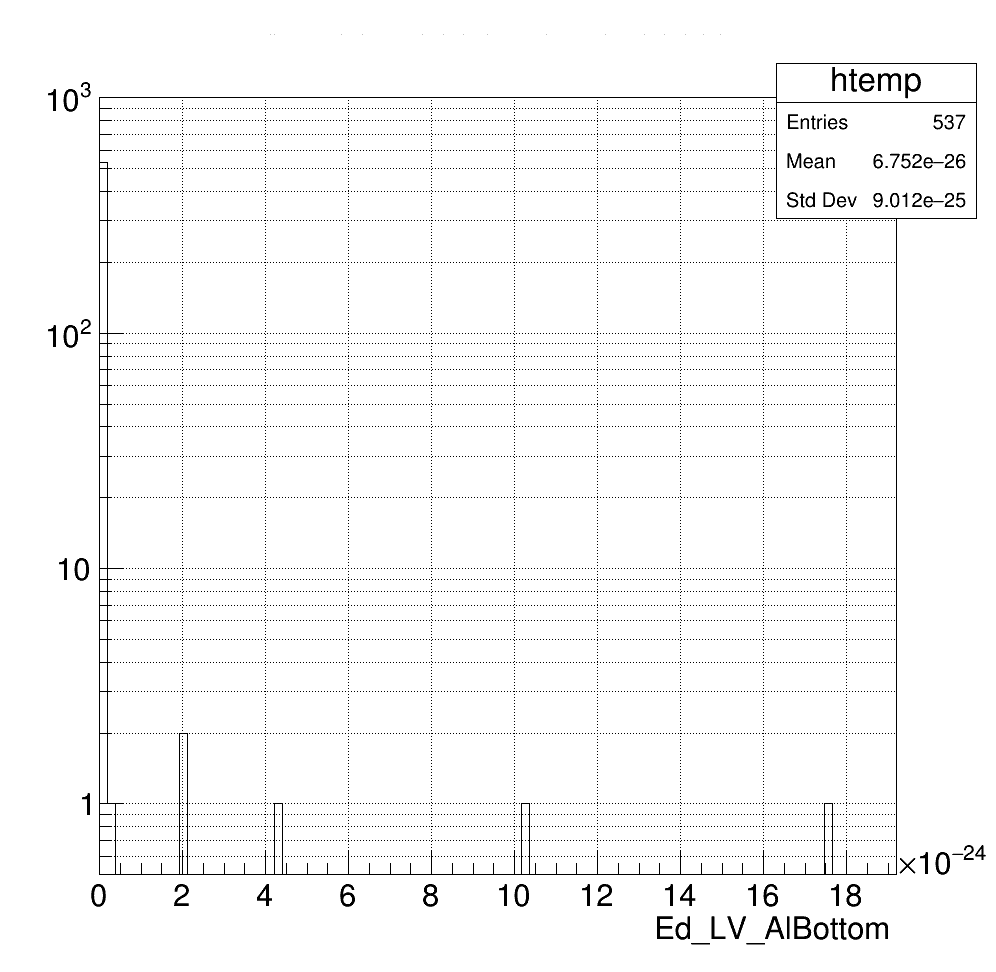 htemp
Entries 537
Mean 6.752e−26
Std Dev 9.012e−25
10³
10²
10
1
0 2 4 6 8 10 12 14 16 18
×10⁻²⁴
Ed_LV_AlBottom